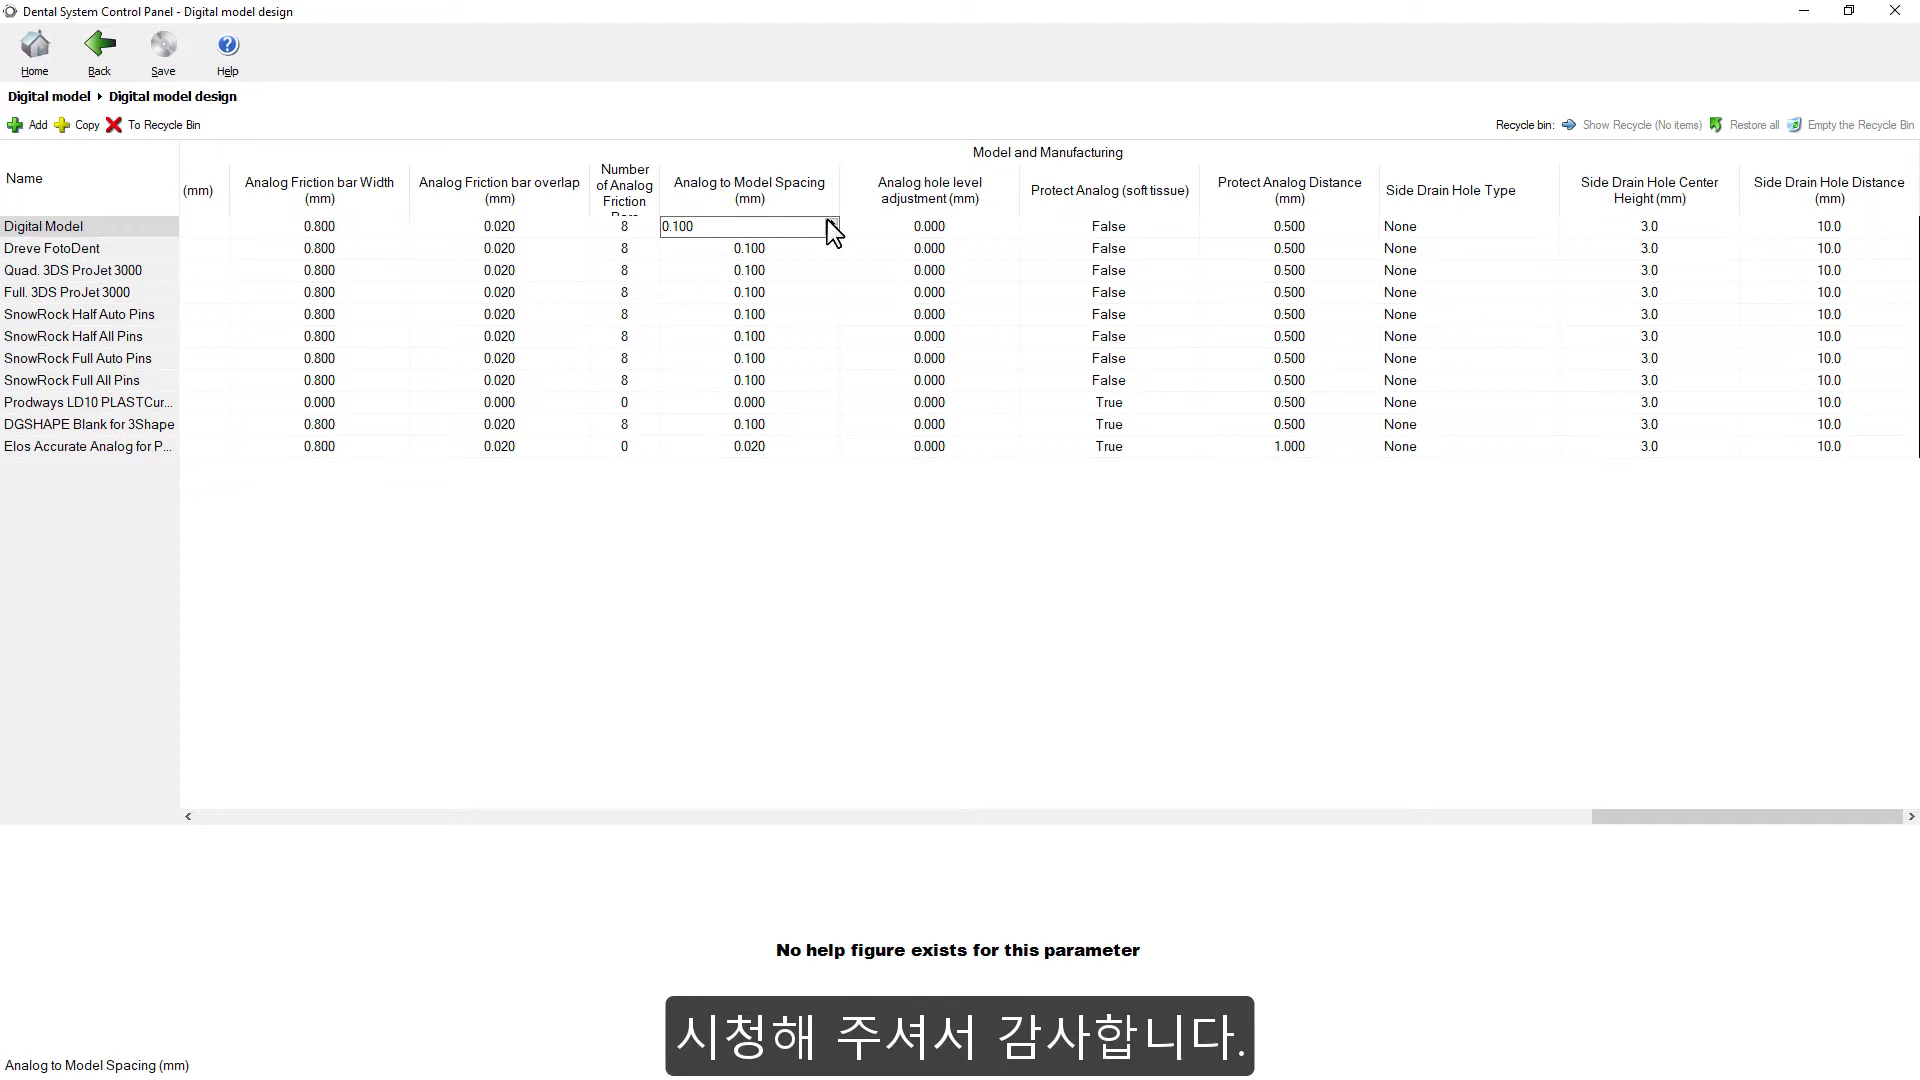 Dental System Control Panel - Digital model design
Home Back Save Help
Digital model Digital model design
Add Copy To Recycle Bin Recycle bin: Show Recycle (No items) Restore all Empty the Recycle Bin
Model and Manufacturing
Name (mm) Analog Friction bar Width (mm) Analog Friction bar overlap (mm) Number of Analog Friction Analog to Model Spacing (mm) Analog hole level adjustment (mm) Protect Analog (soft tissue) Protect Analog Distance (mm) Side Drain Hole Type Side Drain Hole Center Height (mm) Side Drain Hole Distance (mm)
Digital Model 0.800 0.020 8 0.100 0.000 False 0.500 None 3.0 10.0
Dreve FotoDent 0.800 0.020 8 0.100 0.000 False 0.500 None 3.0 10.0
Quad. 3DS ProJet 3000 0.800 0.020 8 0.100 0.000 False 0.500 None 3.0 10.0
Full. 3DS ProJet 3000 0.800 0.020 8 0.100 0.000 False 0.500 None 3.0 10.0
SnowRock Half Auto Pins 0.800 0.020 8 0.100 0.000 False 0.500 None 3.0 10.0
SnowRock Half All Pins 0.800 0.020 8 0.100 0.000 False 0.500 None 3.0 10.0
SnowRock Full Auto Pins 0.800 0.020 8 0.100 0.000 False 0.500 None 3.0 10.0
SnowRock Full All Pins 0.800 0.020 8 0.100 0.000 False 0.500 None 3.0 10.0
Prodways LD10 PLASTCur... 0.000 0.000 0 0.000 0.000 True 0.500 None 3.0 10.0
DGSHAPE Blank for 3Shape 0.800 0.020 8 0.100 0.000 True 0.500 None 3.0 10.0
Elos Accurate Analog for P... 0.800 0.020 0 0.020 0.000 True 1.000 None 3.0 10.0
No help figure exists for this parameter
시청해 주셔서 감사합니다.
Analog to Model Spacing (mm)